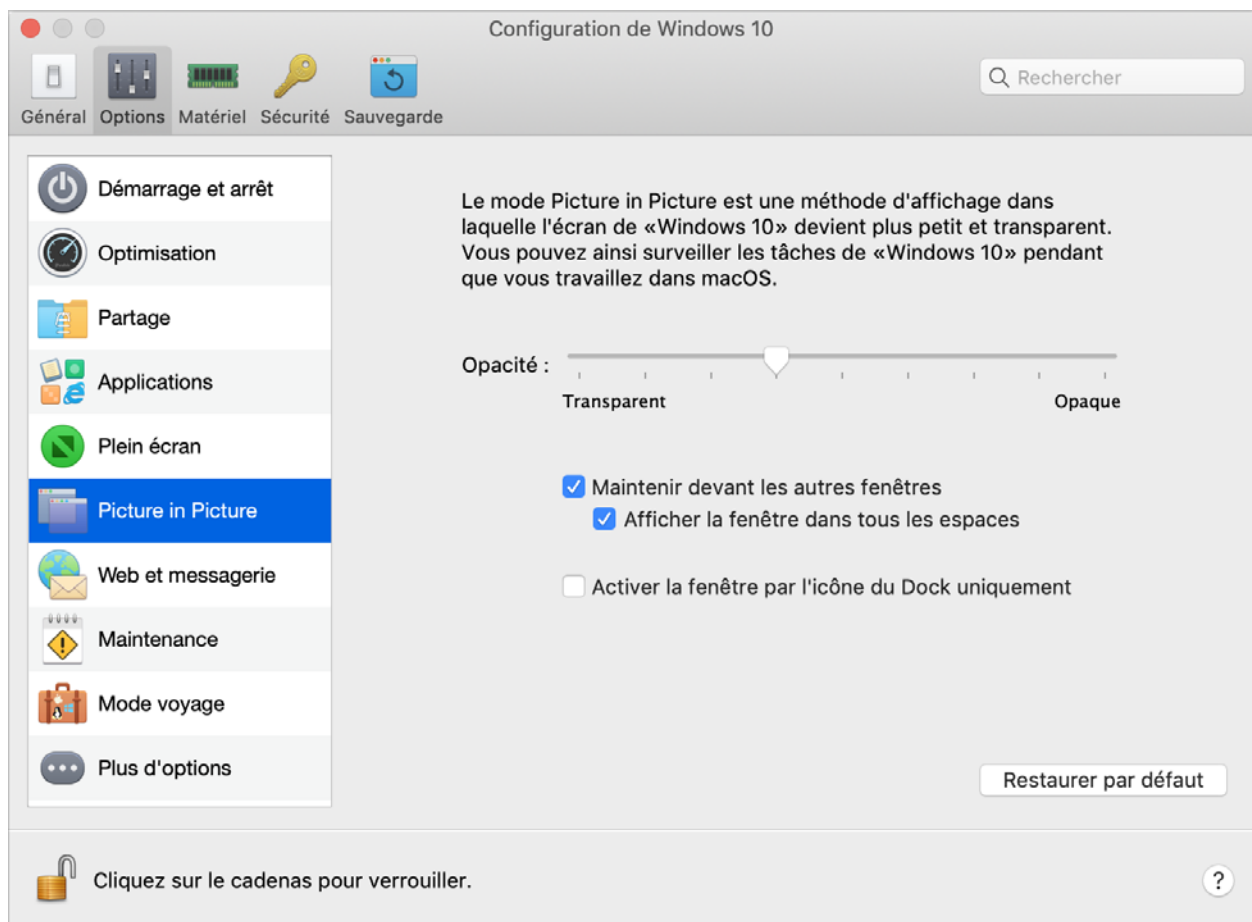 Configuration de Windows 10
Général Options Matériel Sécurité Sauvegarde
Rechercher
Démarrage et arrêt
Optimisation
Partage
Applications
Plein écran
Picture in Picture
Web et messagerie
Maintenance
Mode voyage
Plus d'options
Le mode Picture in Picture est une méthode d'affichage dans
laquelle l'écran de «Windows 10» devient plus petit et transparent.
Vous pouvez ainsi surveiller les tâches de «Windows 10» pendant
que vous travaillez dans macOS.
Opacité :
Transparent Opaque
Maintenir devant les autres fenêtres
Afficher la fenêtre dans tous les espaces
Activer la fenêtre par l'icône du Dock uniquement
Restaurer par défaut
Cliquez sur le cadenas pour verrouiller.
?